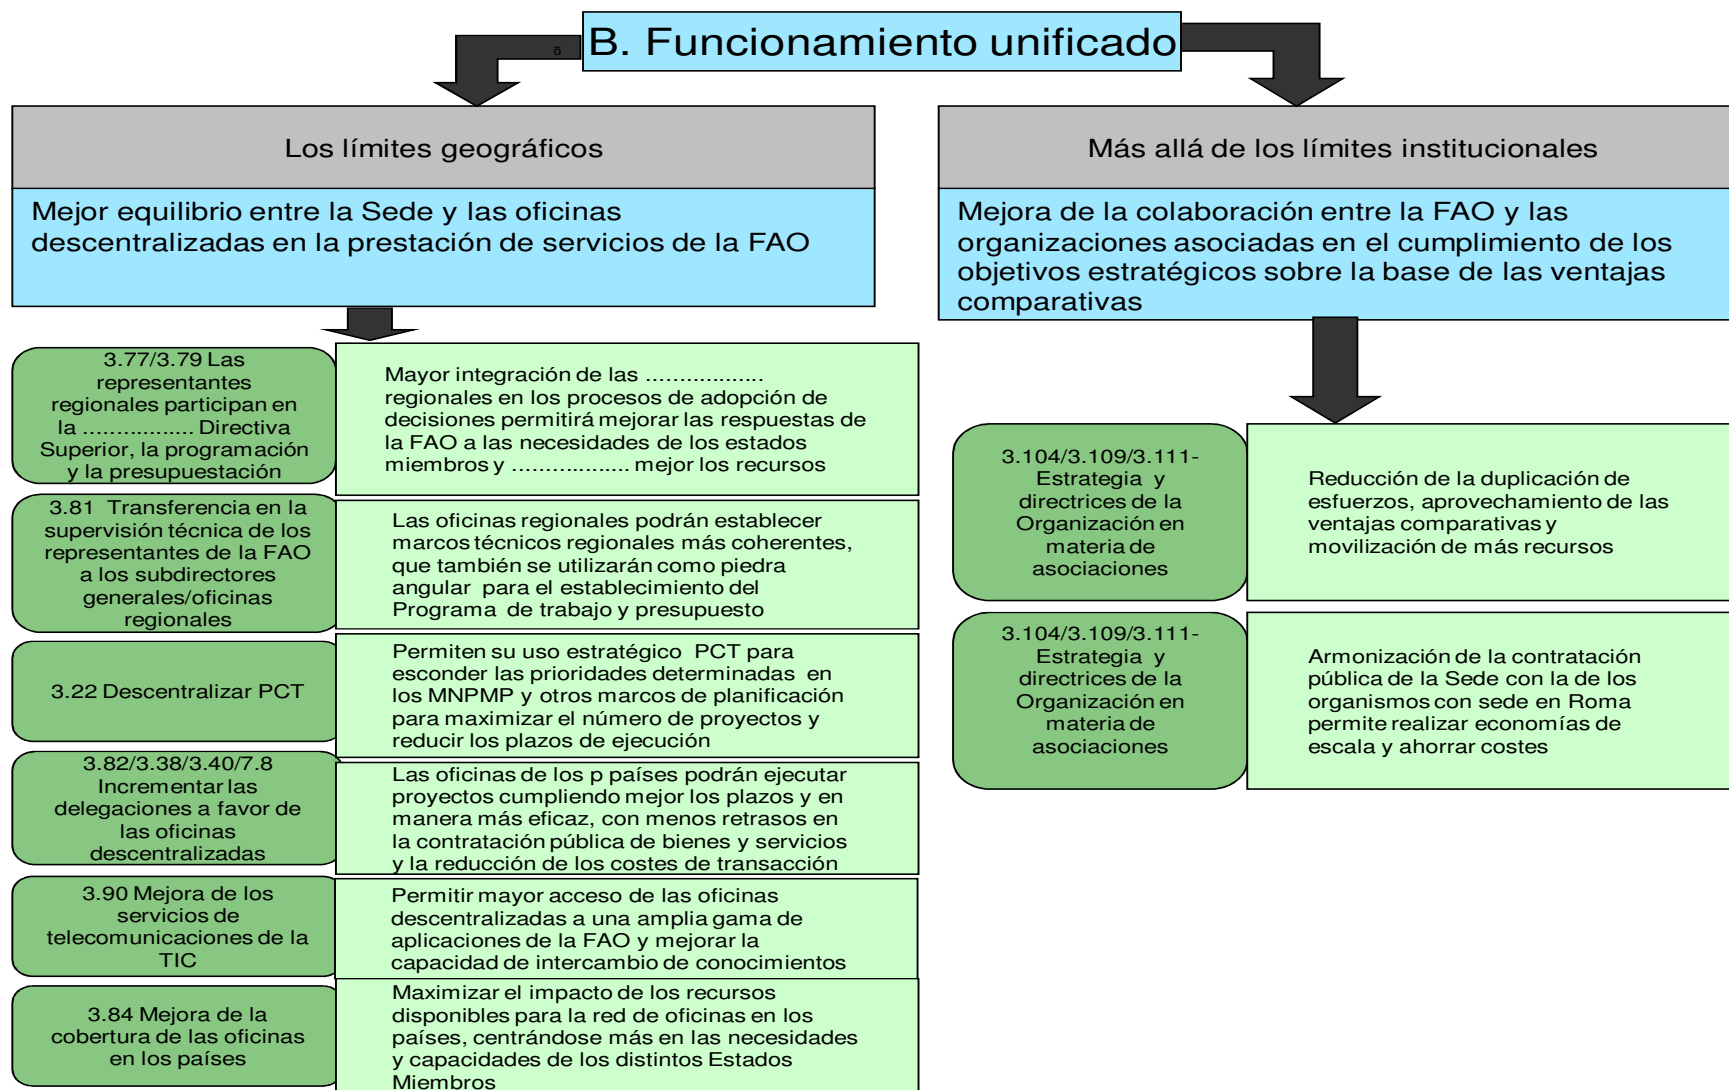 B. Funcionamiento unificado
Los límites geográficos
Mejor equilibrio entre la Sede y las oficinas
descentralizadas en la prestación de servicios de la FAO
3.77/3.79 Las
representantes
regionales participan en
la ................. Directiva
Superior, la programación
y la presupuestación
Mayor integración de las ..................
regionales en los procesos de adopción de
decisiones permitirá mejorar las respuestas de
la FAO a las necesidades de los estados
miembros y ................. mejor los recursos
3.81 Transferencia en la
supervisión técnica de los
representantes de la FAO
a los subdirectores
generales/oficinas
regionales
Las oficinas regionales podrán establecer
marcos técnicos regionales más coherentes,
que también se utilizarán como piedra
angular para el establecimiento del
Programa de trabajo y presupuesto
3.22 Descentralizar PCT
Permiten su uso estratégico PCT para
esconder las prioridades determinadas en
los MNPMP y otros marcos de planificación
para maximizar el número de proyectos y
reducir los plazos de ejecución
3.82/3.38/3.40/7.8
Incrementar las
delegaciones a favor de
las oficinas
descentralizadas
Las oficinas de los p países podrán ejecutar
proyectos cumpliendo mejor los plazos y en
manera más eficaz, con menos retrasos en
la contratación pública de bienes y servicios
y la reducción de los costes de transacción
3.90 Mejora de los
servicios de
telecomunicaciones de la
TIC
Permitir mayor acceso de las oficinas
descentralizadas a una amplia gama de
aplicaciones de la FAO y mejorar la
capacidad de intercambio de conocimientos
3.84 Mejora de la
cobertura de las oficinas
en los países
Maximizar el impacto de los recursos
disponibles para la red de oficinas en los
países, centrándose más en las necesidades
y capacidades de los distintos Estados
Miembros
Más allá de los límites institucionales
Mejora de la colaboración entre la FAO y las
organizaciones asociadas en el cumplimiento de los
objetivos estratégicos sobre la base de las ventajas
comparativas
3.104/3.109/3.111-
Estrategia y
directrices de la
Organización en
materia de
asociaciones
Reducción de la duplicación de
esfuerzos, aprovechamiento de las
ventajas comparativas y
movilización de más recursos
3.104/3.109/3.111-
Estrategia y
directrices de la
Organización en
materia de
asociaciones
Armonización de la contratación
pública de la Sede con la de los
organismos con sede en Roma
permite realizar economías de
escala y ahorrar costes